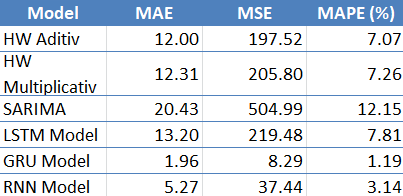 Model MAE MSE MAPE (%)
HW Aditiv 12.00 197.52 7.07
HW
Multiplicativ 12.31 205.80 7.26
SARIMA 20.43 504.99 12.15
LSTM Model 13.20 219.48 7.81
GRU Model 1.96 8.29 1.19
RNN Model 5.27 37.44 3.14